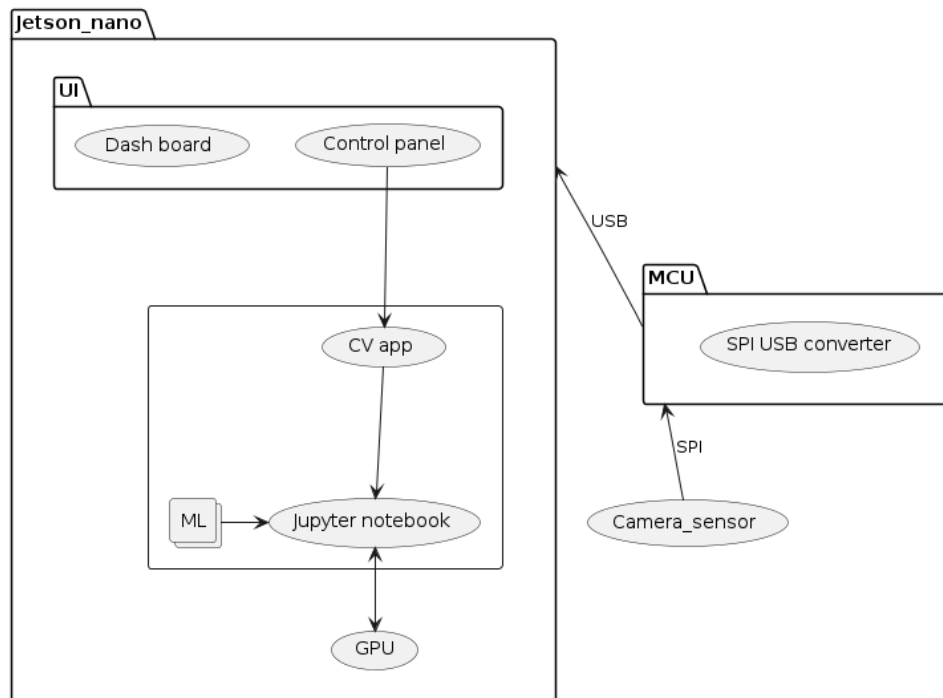 Jetson_nano
UI
Dash board
Control panel
USB
MCU
SPI USB converter
CV app
SPI
ML
Jupyter notebook
Camera_sensor
GPU